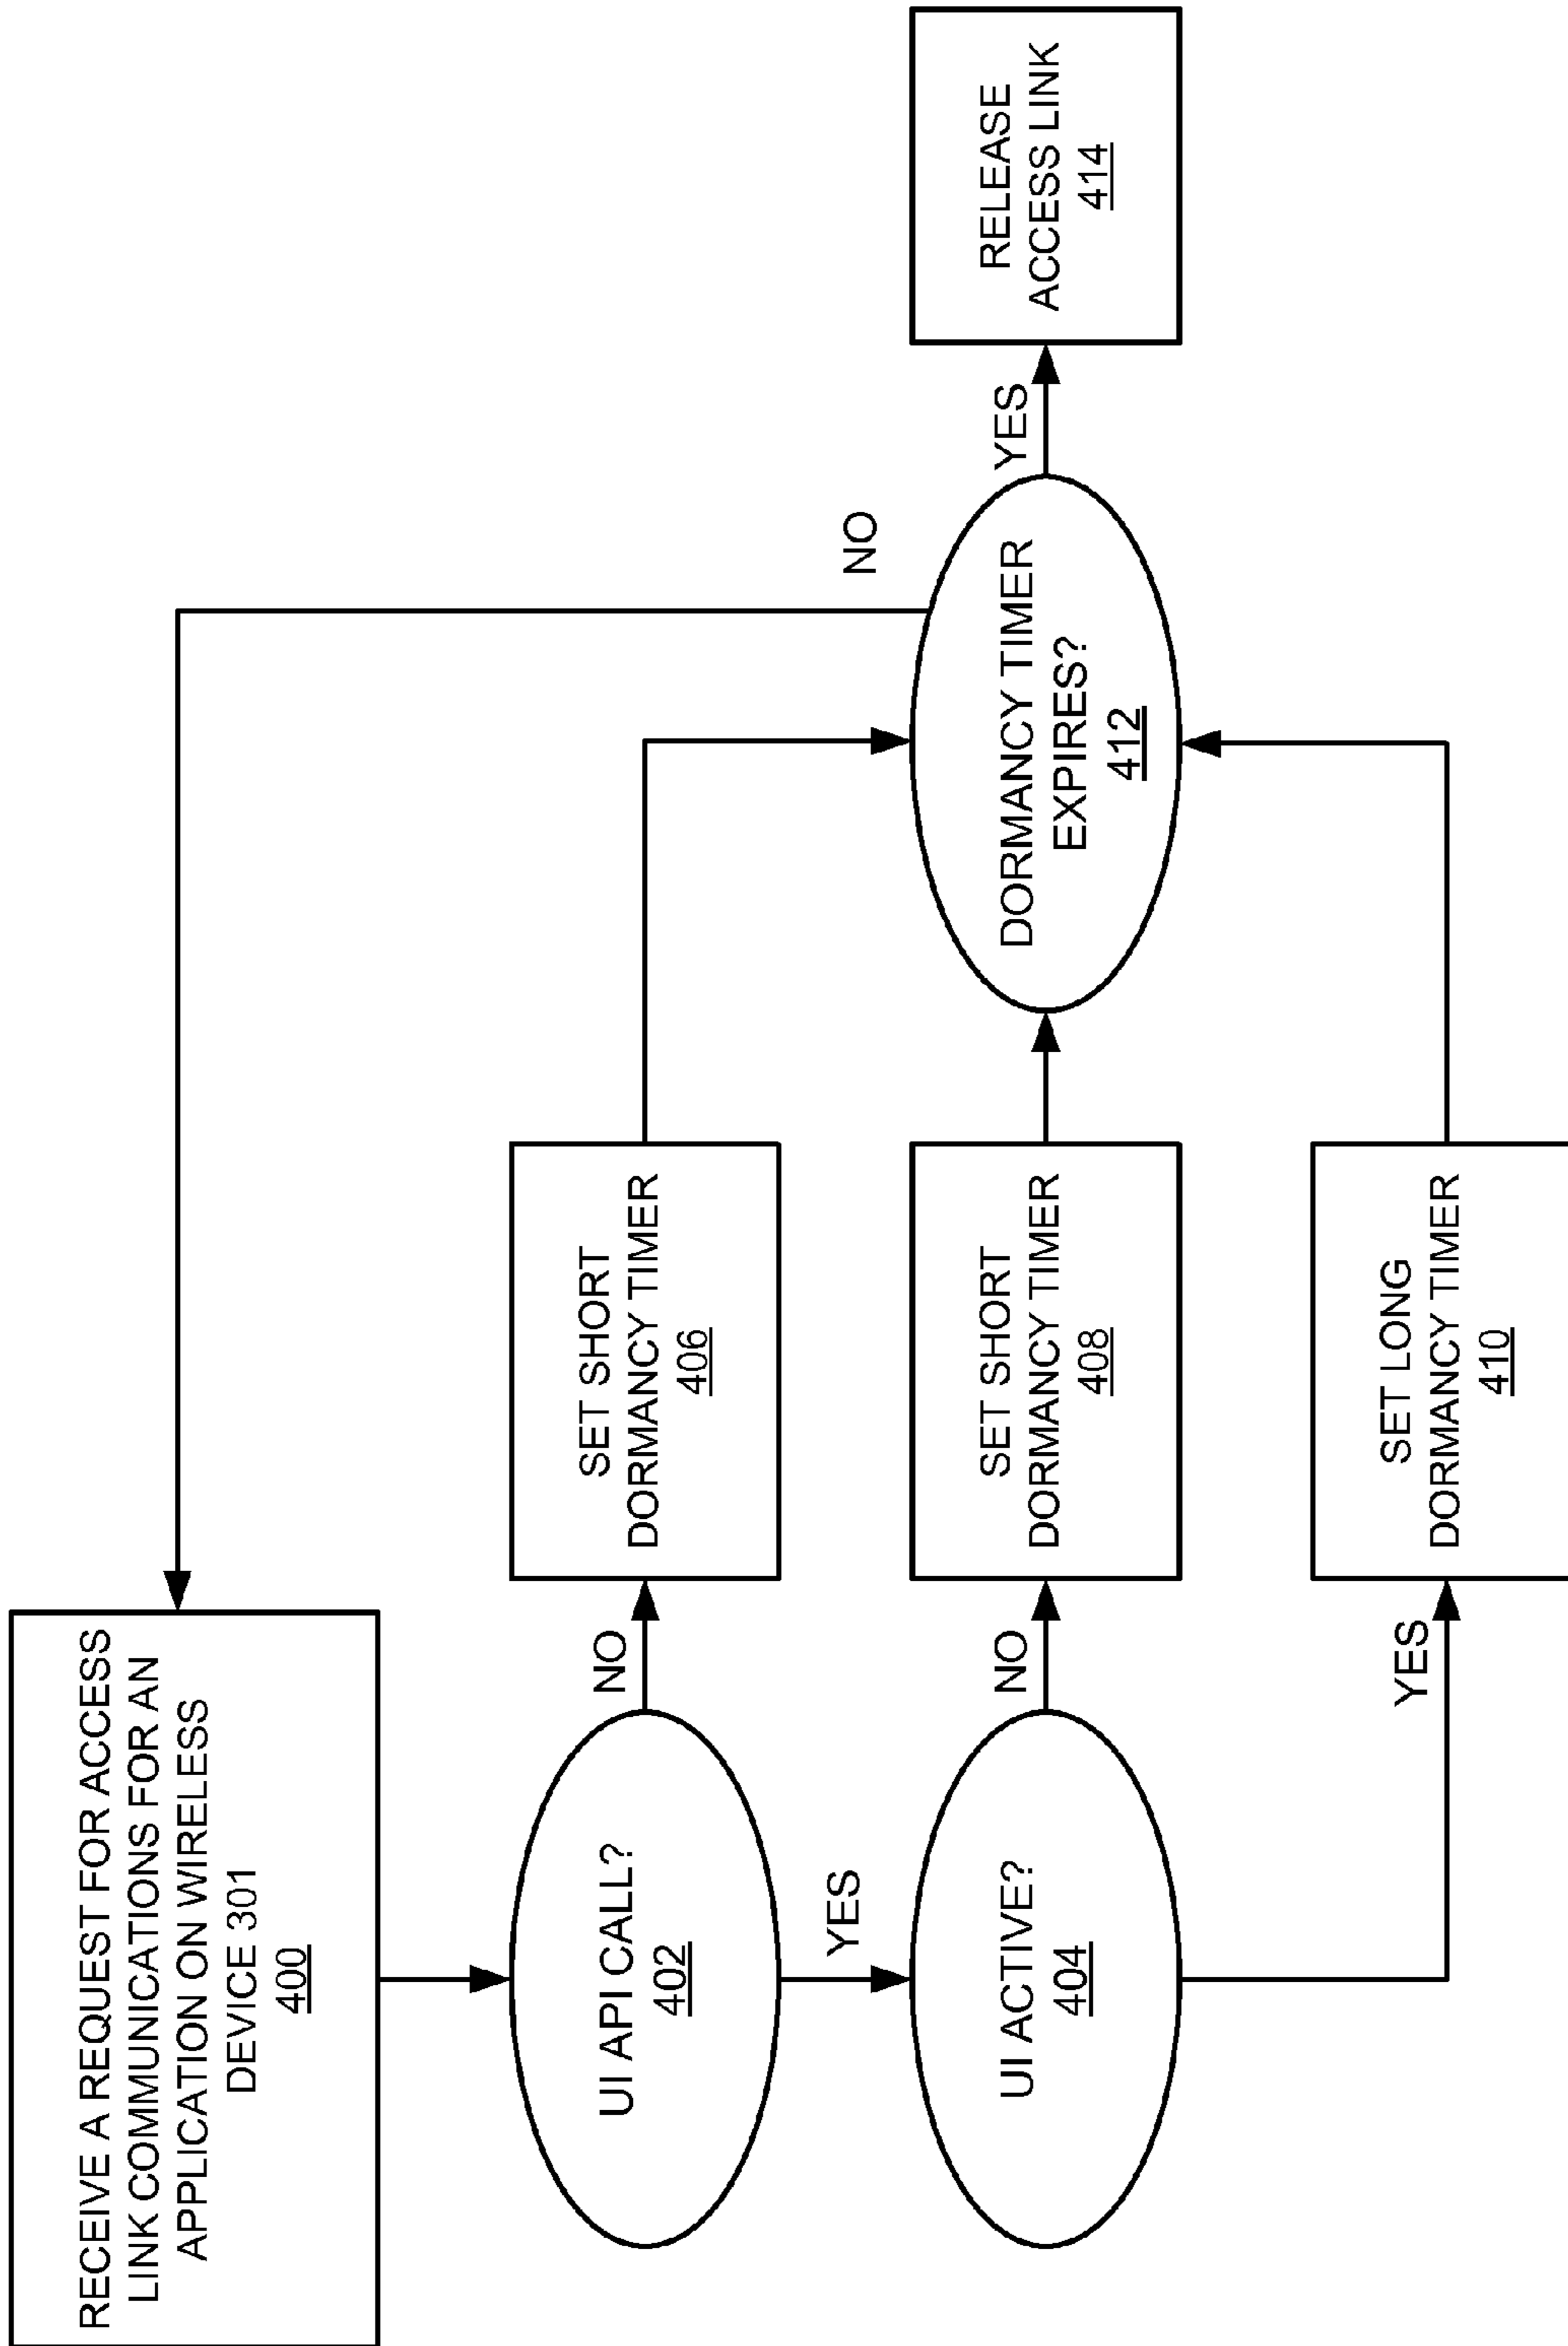 RECEIVE A REQUEST FOR ACCESS
LINK COMMUNICATIONS FOR AN
APPLICATION ON WIRELESS
DEVICE 301
400
UI API CALL?
402
NO
SET SHORT
DORMANCY TIMER
406
YES
UI ACTIVE?
404
NO
SET SHORT
DORMANCY TIMER
408
YES
SET LONG
DORMANCY TIMER
410
DORMANCY TIMER
EXPIRES?
412
NO
YES
RELEASE
ACCESS LINK
414